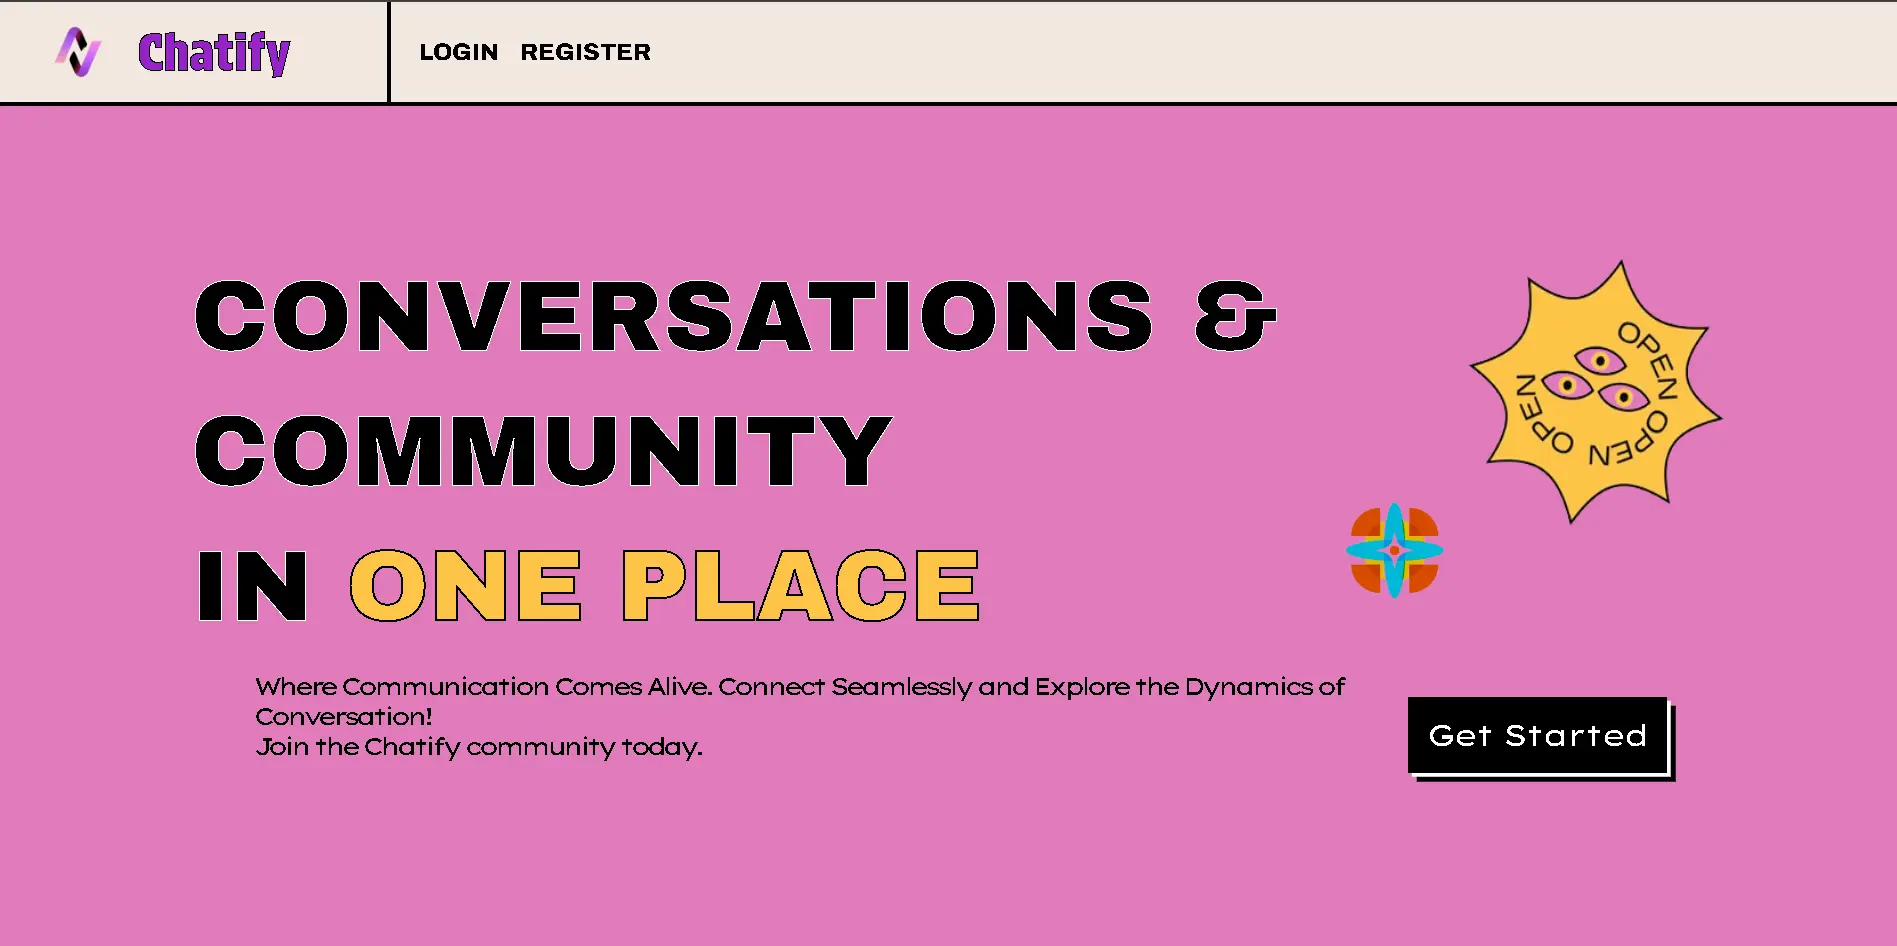 Chatify
LOGIN REGISTER
CONVERSATIONS &
COMMUNITY
IN ONE PLACE
OPEN OPEN OPEN
Where Communication Comes Alive. Connect Seamlessly and Explore the Dynamics of
Conversation!
Join the Chatify community today.
Get Started